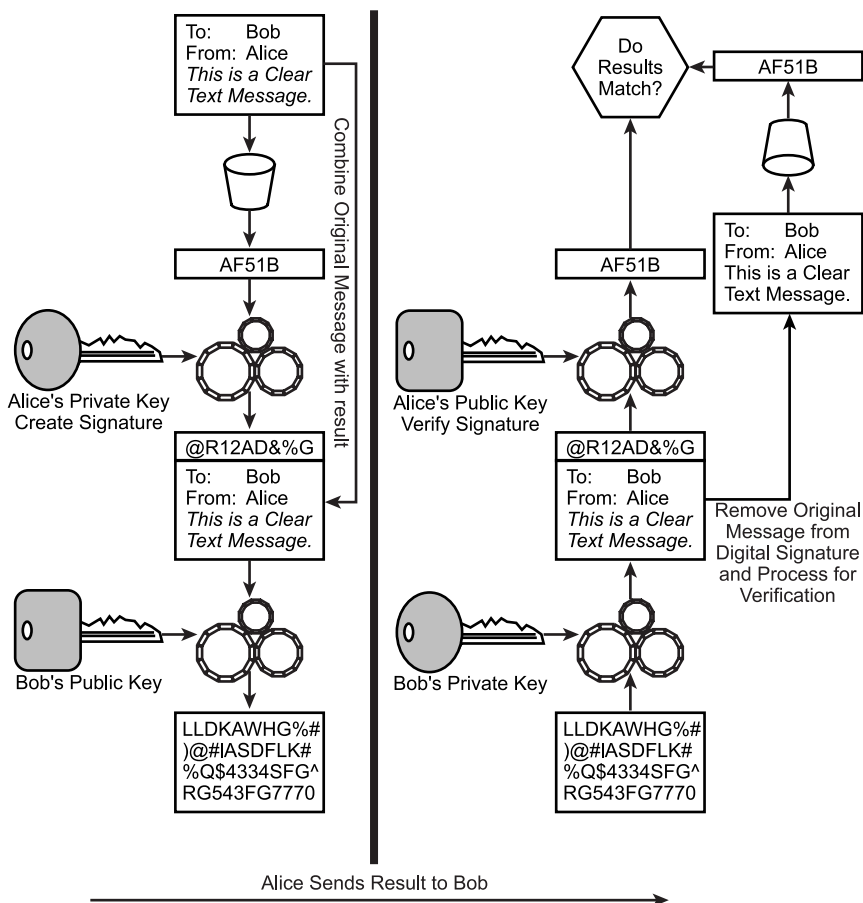 To: Bob
From: Alice
This is a Clear
Text Message.
Combine Original Message with result
AF51B
Alice's Private Key
Create Signature
@R12AD&%G
To: Bob
From: Alice
This is a Clear
Text Message.
Bob's Public Key
LLDKAWHG%#
)@#IASDFLK#
%Q$4334SFG^
RG543FG7770
Do
Results
Match?
AF51B
To: Bob
From: Alice
This is a Clear
Text Message.
AF51B
Alice's Public Key
Verify Signature
@R12AD&%G
To: Bob
From: Alice
This is a Clear
Text Message.
Remove Original
Message from
Digital Signature
and Process for
Verification
Bob's Private Key
LLDKAWHG%#
)@#IASDFLK#
%Q$4334SFG^
RG543FG7770
Alice Sends Result to Bob